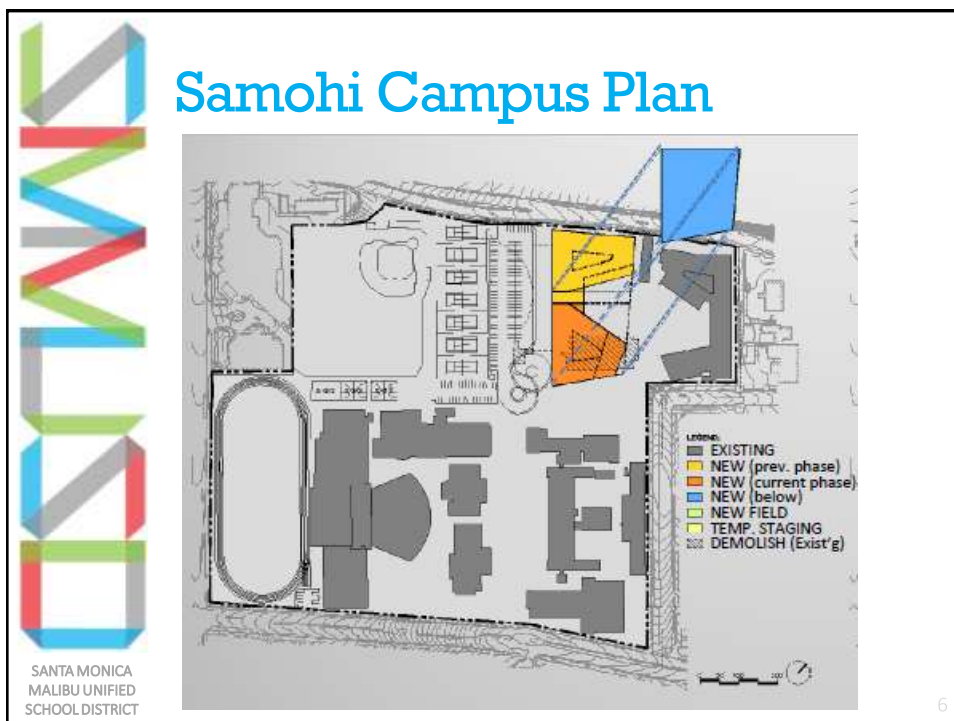 SMMUSD
Samohi Campus Plan
LEGEND:
EXISTING
NEW (prev. phase)
NEW (current phase)
NEW (below)
NEW FIELD
TEMP. STAGING
DEMOLISH (Exist'g)
SANTA MONICA
MALIBU UNIFIED
SCHOOL DISTRICT
6